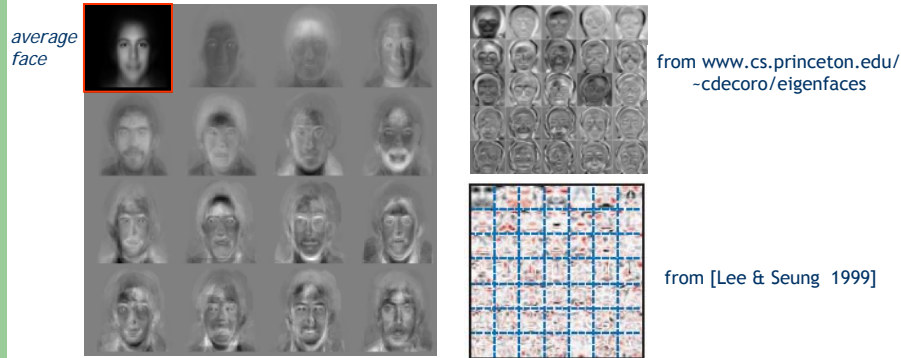 average
face
from www.cs.princeton.edu/
~cdecoro/eigenfaces
from [Lee & Seung 1999]